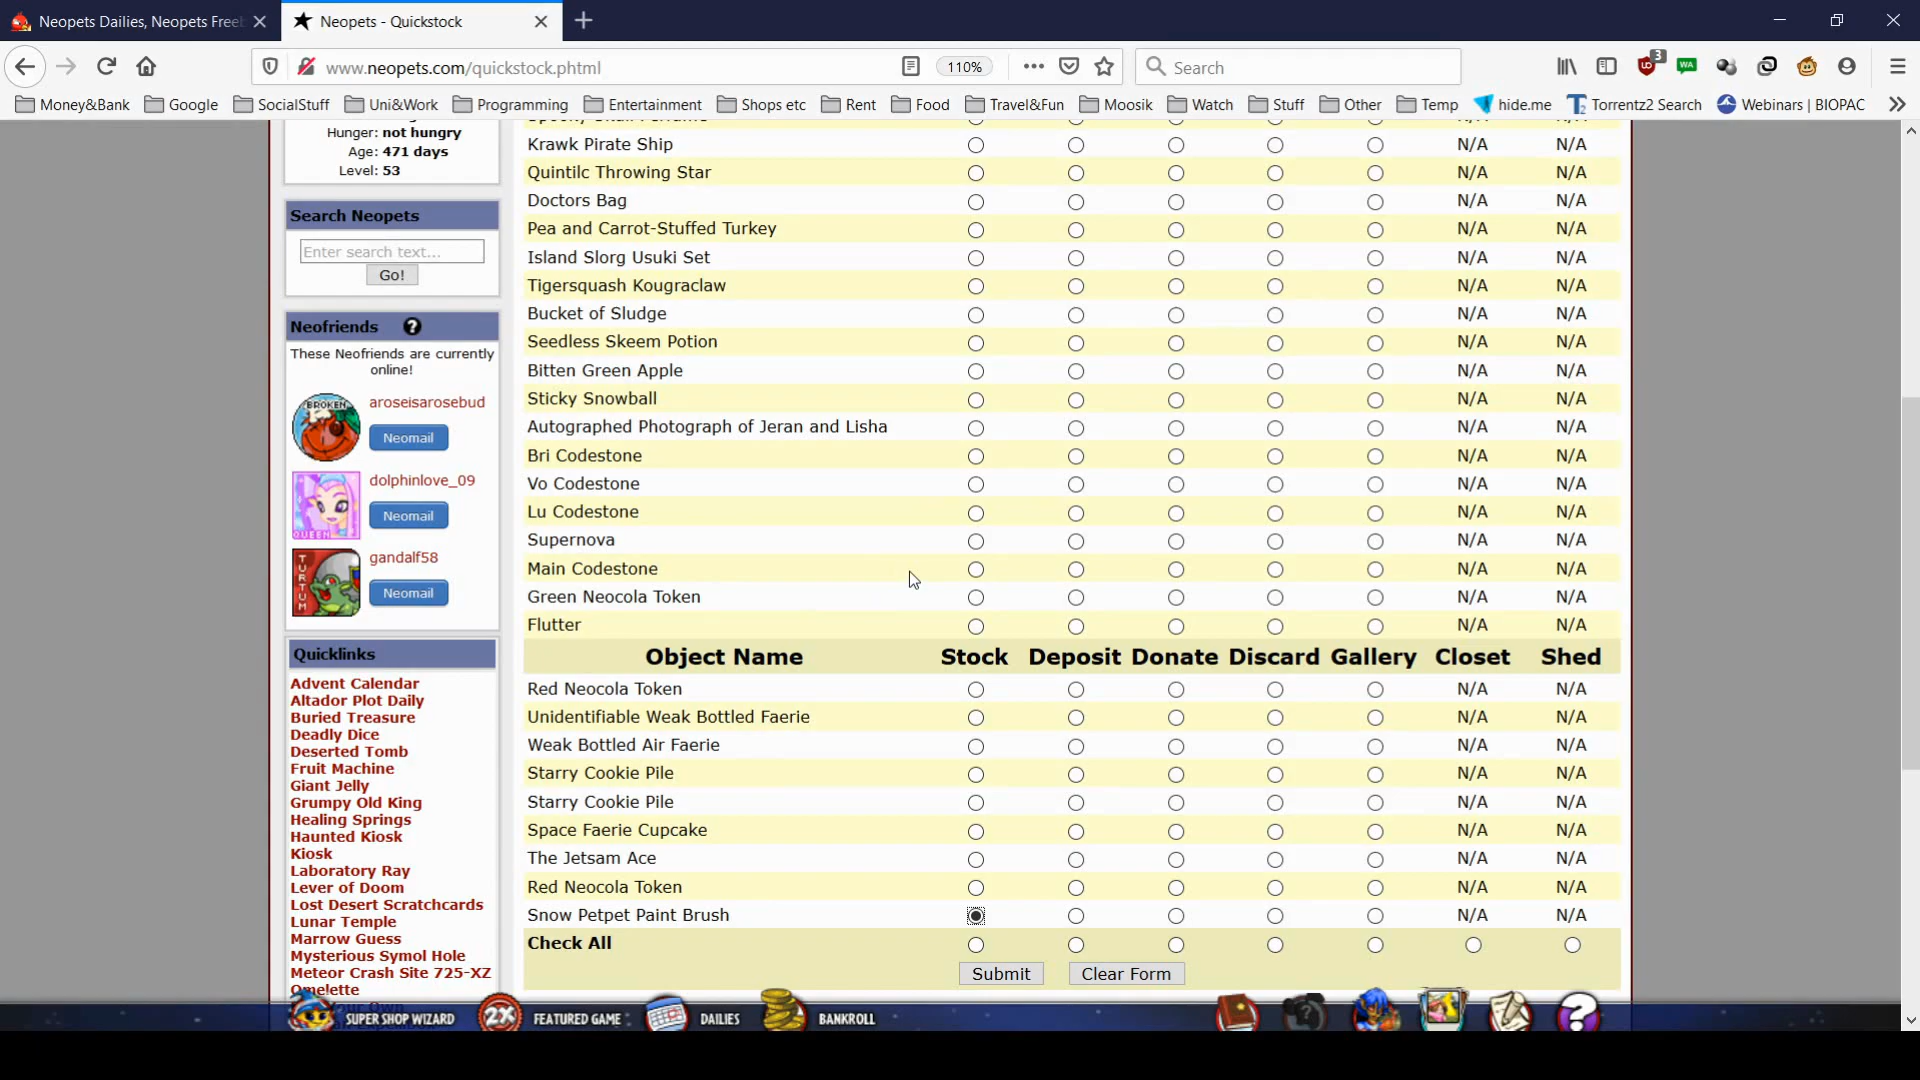 Neopets Dailies, Neopets Freeb
Neopets - Quickstock
www.neopets.com/quickstock.phtml
110%
Search
3
Money&Bank
Google
SocialStuff
Uni&Work
Programming
Entertainment
Shops etc
Rent
Food
Travel&Fun
Moosik
Watch
Stuff
Other
Temp
hide.me
Torrentz2 Search
Webinars | BIOPAC
Hunger: not hungry
Age: 471 days
Level: 53
Search Neopets
Enter search text...
Go!
Neofriends ?
These Neofriends are currently
online!
BROKEN
aroseisarosebud
Neomail
QUEEN
dolphinlove_09
Neomail
TURTUM
gandalf58
Neomail
Quicklinks
Advent Calendar
Altador Plot Daily
Buried Treasure
Deadly Dice
Deserted Tomb
Fruit Machine
Giant Jelly
Grumpy Old King
Healing Springs
Haunted Kiosk
Kiosk
Laboratory Ray
Lever of Doom
Lost Desert Scratchcards
Lunar Temple
Marrow Guess
Mysterious Symol Hole
Meteor Crash Site 725-XZ
Omelette
Krawk Pirate Ship N/A N/A
Quintilc Throwing Star N/A N/A
Doctors Bag N/A N/A
Pea and Carrot-Stuffed Turkey N/A N/A
Island Slorg Usuki Set N/A N/A
Tigersquash Kougraclaw N/A N/A
Bucket of Sludge N/A N/A
Seedless Skeem Potion N/A N/A
Bitten Green Apple N/A N/A
Sticky Snowball N/A N/A
Autographed Photograph of Jeran and Lisha N/A N/A
Bri Codestone N/A N/A
Vo Codestone N/A N/A
Lu Codestone N/A N/A
Supernova N/A N/A
Main Codestone N/A N/A
Green Neocola Token N/A N/A
Flutter N/A N/A
Object Name Stock Deposit Donate Discard Gallery Closet Shed
Red Neocola Token N/A N/A
Unidentifiable Weak Bottled Faerie N/A N/A
Weak Bottled Air Faerie N/A N/A
Starry Cookie Pile N/A N/A
Starry Cookie Pile N/A N/A
Space Faerie Cupcake N/A N/A
The Jetsam Ace N/A N/A
Red Neocola Token N/A N/A
Snow Petpet Paint Brush N/A N/A
Check All
Submit Clear Form
SUPER SHOP WIZARD
2X FEATURED GAME
DAILIES
BANKROLL
?